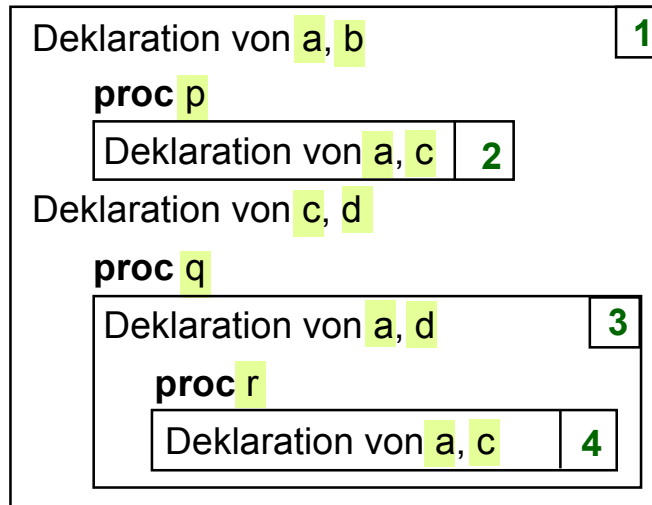 Deklaration von a, b 1
proc p
Deklaration von a, c 2
Deklaration von c, d
proc q
Deklaration von a, d 3
proc r
Deklaration von a, c 4